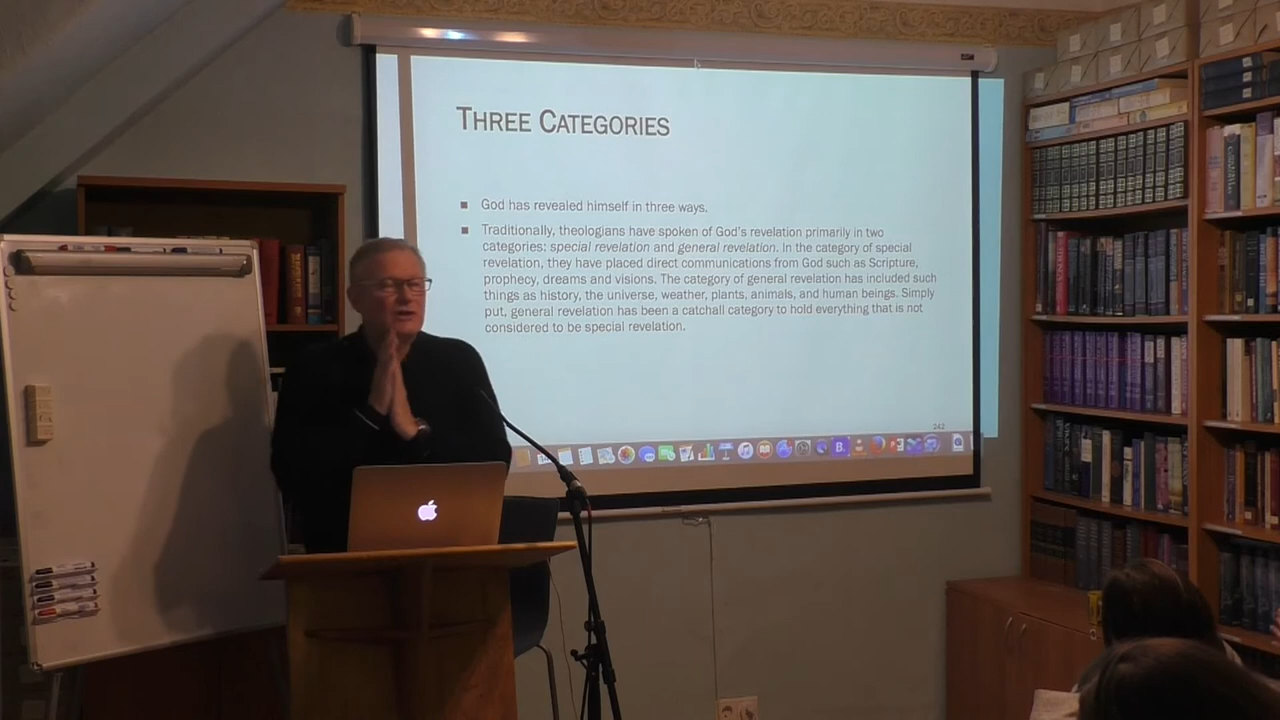 THREE CATEGORIES
God has revealed himself in three ways.
Traditionally, theologians have spoken of God's revelation primarily in two
categories: special revelation and general revelation. In the category of special
revelation, they have placed direct communications from God such as Scripture,
prophecy, dreams and visions. The category of general revelation has included such
things as history, the universe, weather, plants, animals, and human beings. Simply
put, general revelation has been a catchall category to hold everything that is not
considered to be special revelation.
242